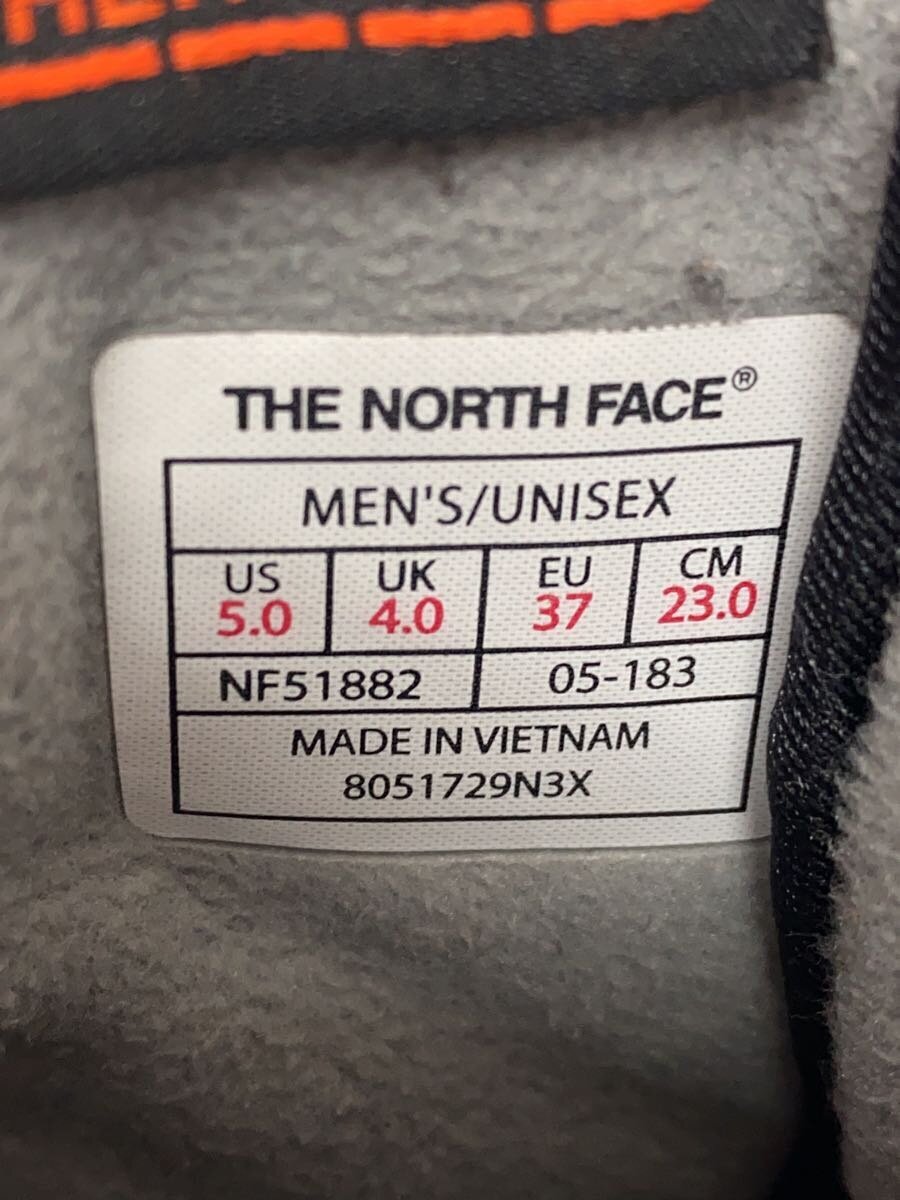 THE NORTH FACE®
MEN'S/UNISEX
US UK EU CM
5.0 4.0 37 23.0
NF51882 05-183
MADE IN VIETNAM
8051729N3X